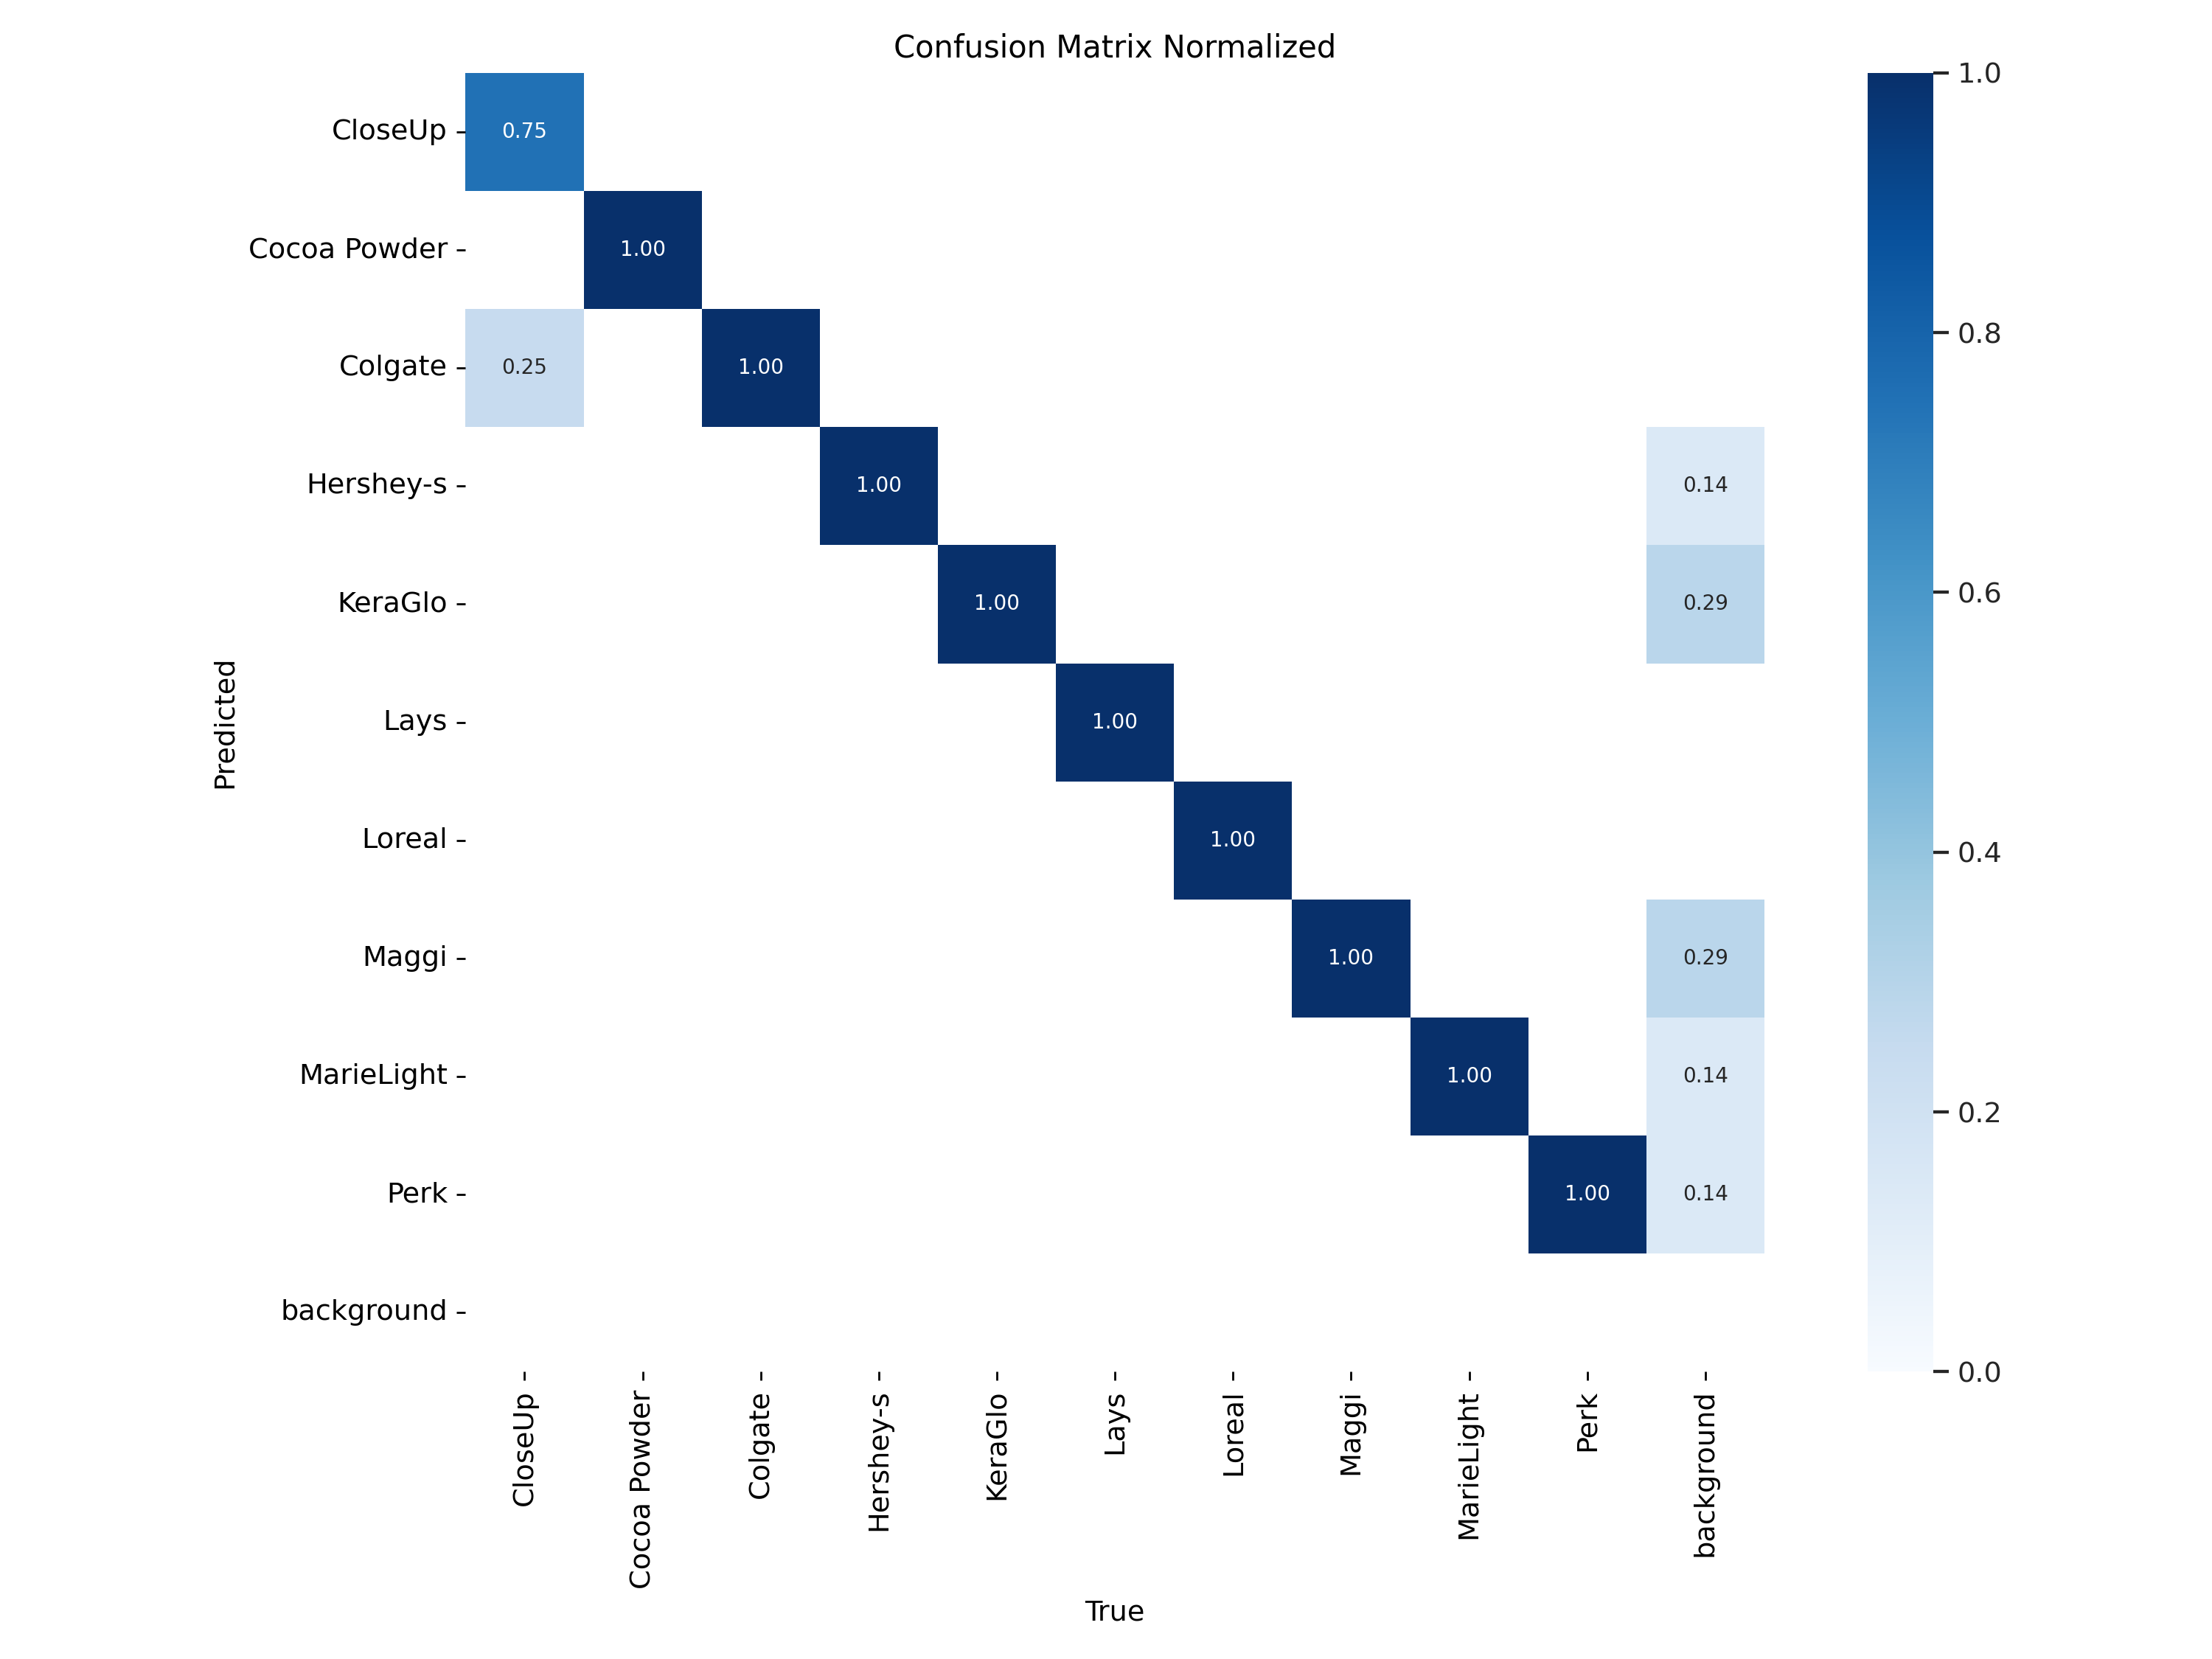 Confusion Matrix Normalized
CloseUp
0.75
1.0
Cocoa Powder
1.00
0.8
Colgate
0.25
1.00
Hershey-s
1.00
0.14
KeraGlo
1.00
0.29
0.6
Predicted
Lays
1.00
Loreal
1.00
0.4
Maggi
1.00
0.29
MarieLight
1.00
0.14
0.2
Perk
1.00
0.14
background
0.0
CloseUp
Cocoa Powder
Colgate
Hershey-s
KeraGlo
Lays
Loreal
Maggi
MarieLight
Perk
background
True